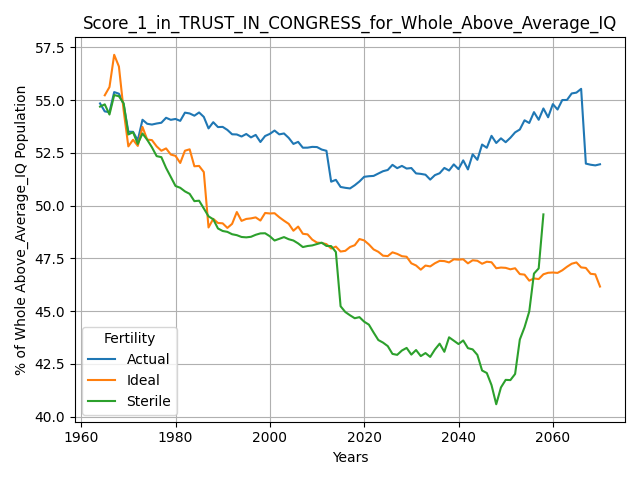 Score_1_in_TRUST_IN_CONGRESS_for_Whole_Above_Average_IQ
% of Whole Above_Average_IQ Population
57.5
55.0
52.5
50.0
47.5
45.0
42.5
40.0
Fertility
Actual
Ideal
Sterile
1960 1980 2000 2020 2040 2060
Years